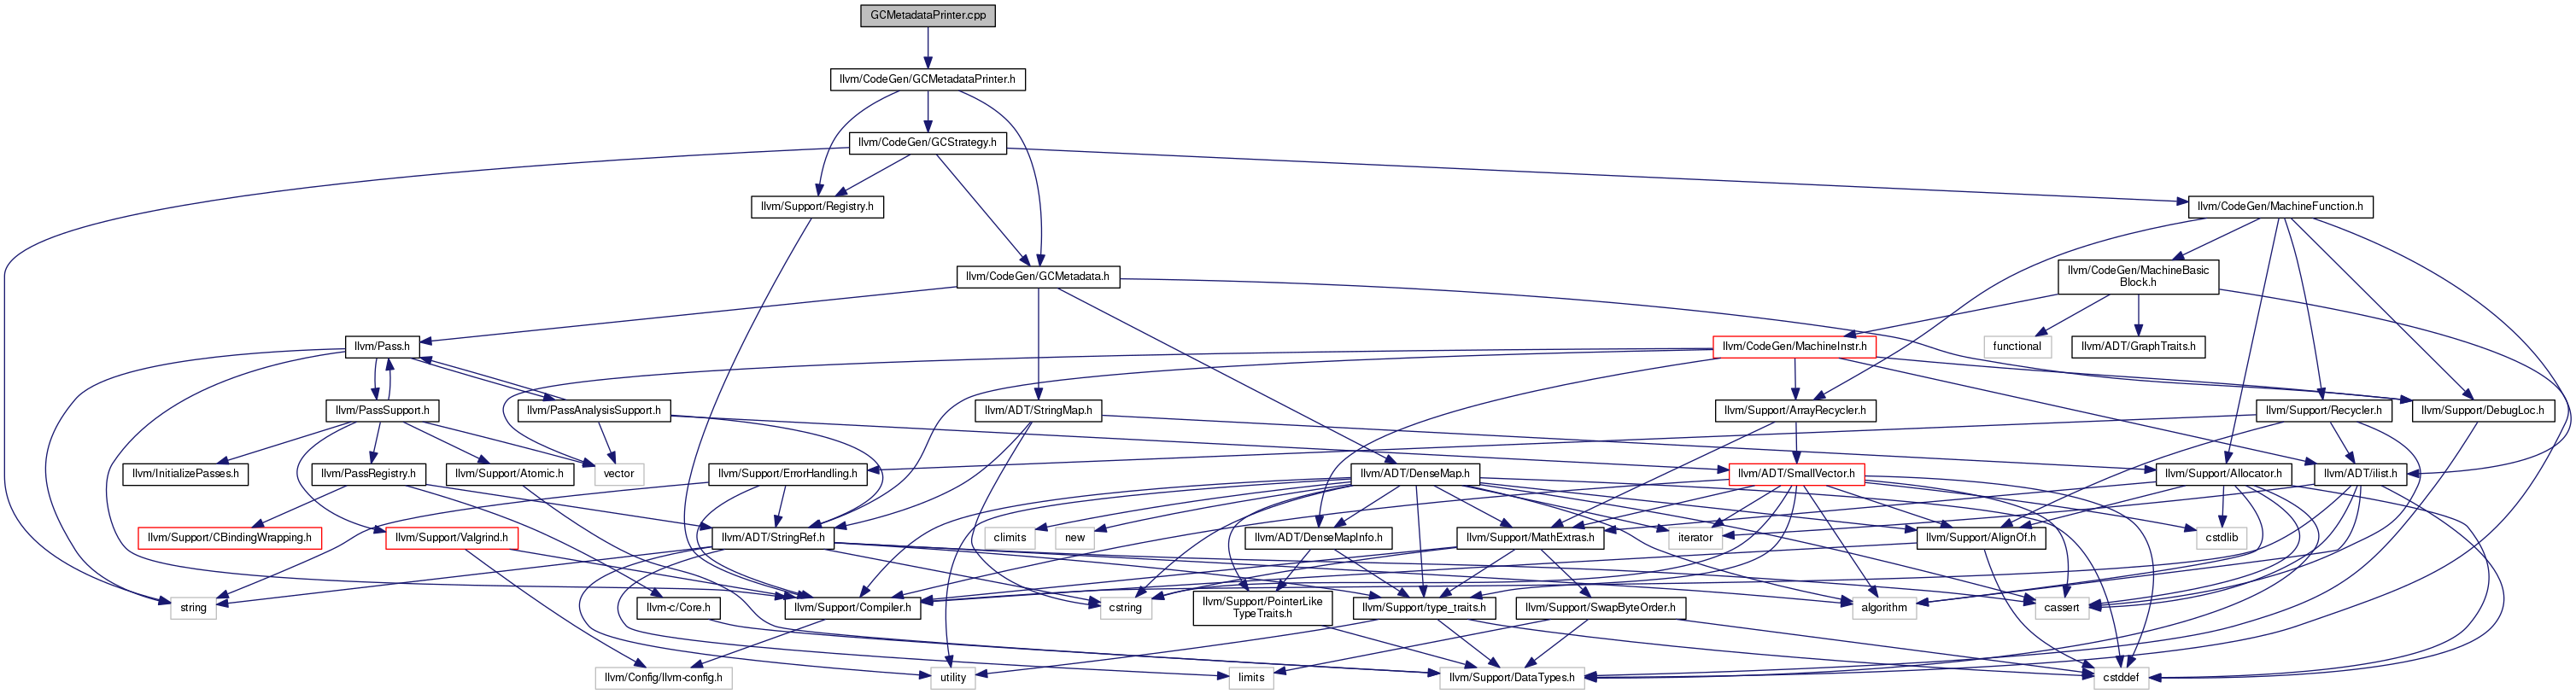 GCMetadataPrinter.cpp
llvm/CodeGen/GCMetadataPrinter.h
llvm/CodeGen/GCStrategy.h
llvm/Support/Registry.h
llvm/CodeGen/MachineFunction.h
llvm/CodeGen/GCMetadata.h
llvm/CodeGen/MachineBasic
Block.h
llvm/Pass.h
llvm/CodeGen/MachineInstr.h
functional
llvm/ADT/GraphTraits.h
llvm/PassSupport.h
llvm/PassAnalysisSupport.h
llvm/ADT/StringMap.h
llvm/Support/ArrayRecycler.h
llvm/Support/Recycler.h
llvm/Support/DebugLoc.h
llvm/InitializePasses.h
llvm/PassRegistry.h
llvm/Support/Atomic.h
vector
llvm/Support/ErrorHandling.h
llvm/ADT/DenseMap.h
llvm/ADT/SmallVector.h
llvm/Support/Allocator.h
llvm/ADT/ilist.h
llvm/Support/CBindingWrapping.h
llvm/Support/Valgrind.h
llvm/ADT/StringRef.h
climits
new
llvm/ADT/DenseMapInfo.h
llvm/Support/MathExtras.h
iterator
llvm/Support/AlignOf.h
cstdlib
string
llvm-c/Core.h
llvm/Support/Compiler.h
cstring
llvm/Support/PointerLike
TypeTraits.h
llvm/Support/type_traits.h
llvm/Support/SwapByteOrder.h
algorithm
cassert
llvm/Config/llvm-config.h
utility
limits
llvm/Support/DataTypes.h
cstddef